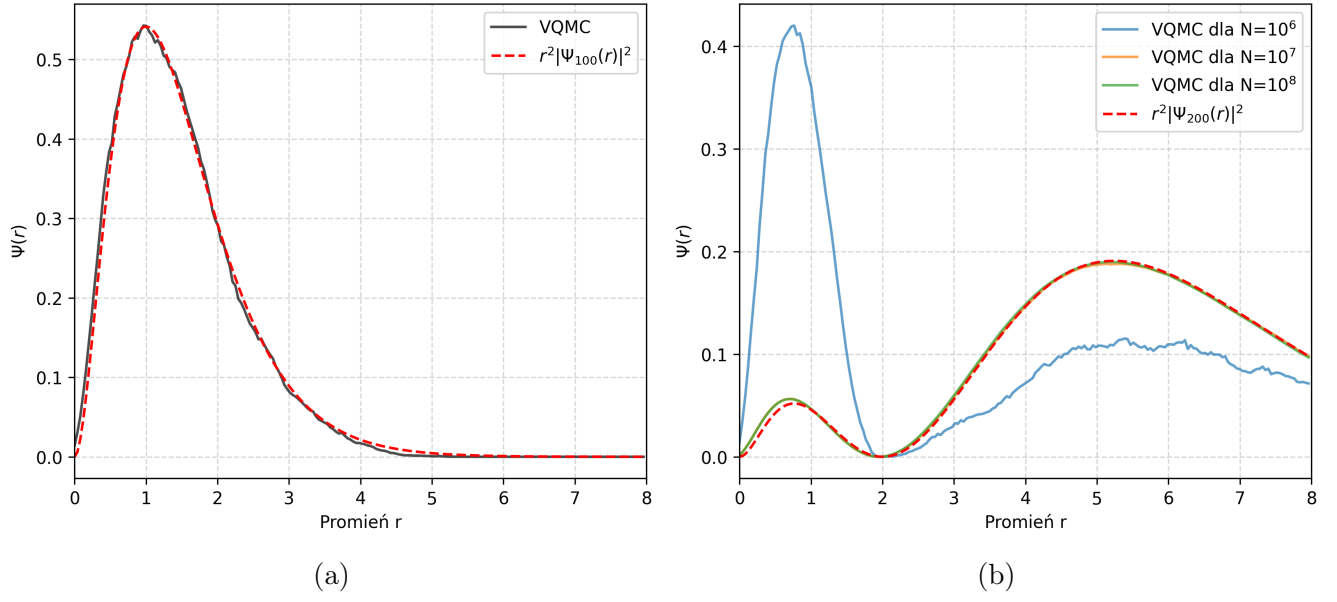 VQMC
r²|Ψ₁₀₀(r)|²
Ψ(r)
0.5
0.4
0.3
0.2
0.1
0.0
0 1 2 3 4 5 6 7 8
Promień r
(a)
VQMC dla N=10⁶
VQMC dla N=10⁷
VQMC dla N=10⁸
r²|Ψ₂₀₀(r)|²
Ψ(r)
0.4
0.3
0.2
0.1
0.0
0 1 2 3 4 5 6 7 8
Promień r
(b)